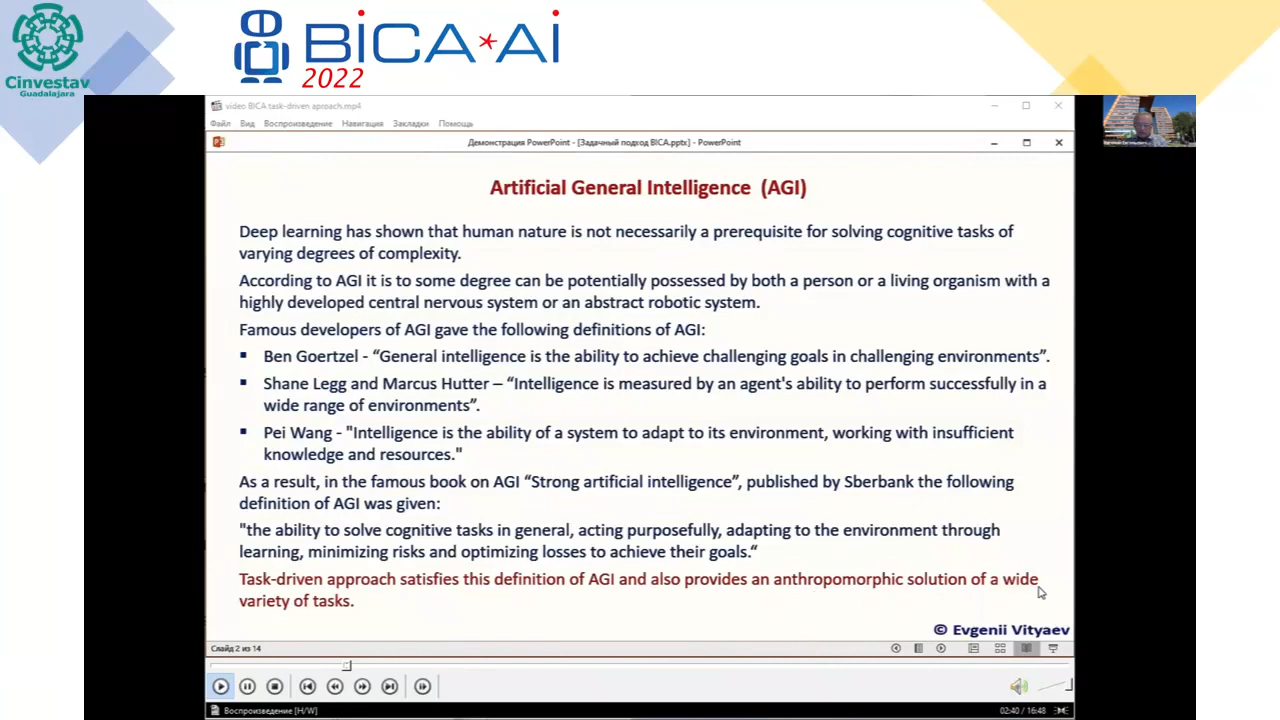 Cinvestav
Guadalajara
BICA*AI
2022
video BICA task-driven aproach.mp4
Файл Вид Воспроизведение Навигация Закладки Помощь
Демонстрация PowerPoint - [Задачный подход BICA.pptx] - PowerPoint
Artificial General Intelligence (AGI)
Deep learning has shown that human nature is not necessarily a prerequisite for solving cognitive tasks of
varying degrees of complexity.
According to AGI it is to some degree can be potentially possessed by both a person or a living organism with a
highly developed central nervous system or an abstract robotic system.
Famous developers of AGI gave the following definitions of AGI:
▪ Ben Goertzel - “General intelligence is the ability to achieve challenging goals in challenging environments”.
▪ Shane Legg and Marcus Hutter – “Intelligence is measured by an agent's ability to perform successfully in a
wide range of environments”.
▪ Pei Wang - "Intelligence is the ability of a system to adapt to its environment, working with insufficient
knowledge and resources."
As a result, in the famous book on AGI “Strong artificial intelligence”, published by Sberbank the following
definition of AGI was given:
"the ability to solve cognitive tasks in general, acting purposefully, adapting to the environment through
learning, minimizing risks and optimizing losses to achieve their goals.“
Task-driven approach satisfies this definition of AGI and also provides an anthropomorphic solution of a wide
variety of tasks.
© Evgenii Vityaev
Слайд 2 из 14
Воспроизведение [H/W]
02:40 / 16:48